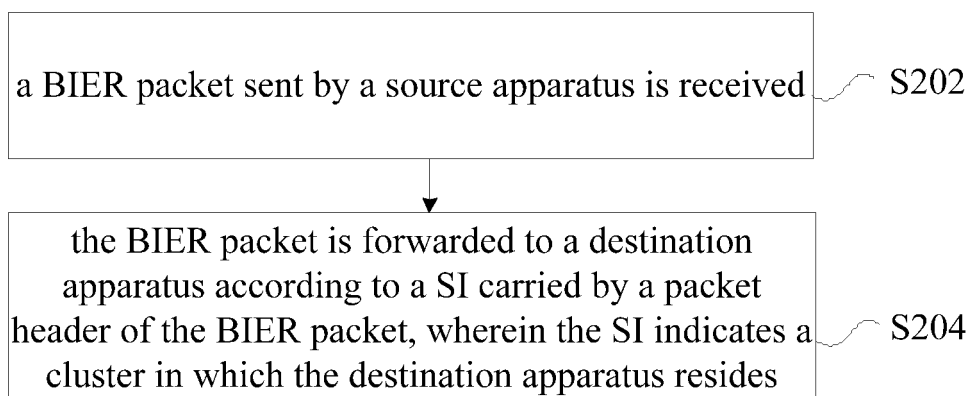 a BIER packet sent by a source apparatus is received
S202
the BIER packet is forwarded to a destination
apparatus according to a SI carried by a packet
header of the BIER packet, wherein the SI indicates a
cluster in which the destination apparatus resides
S204